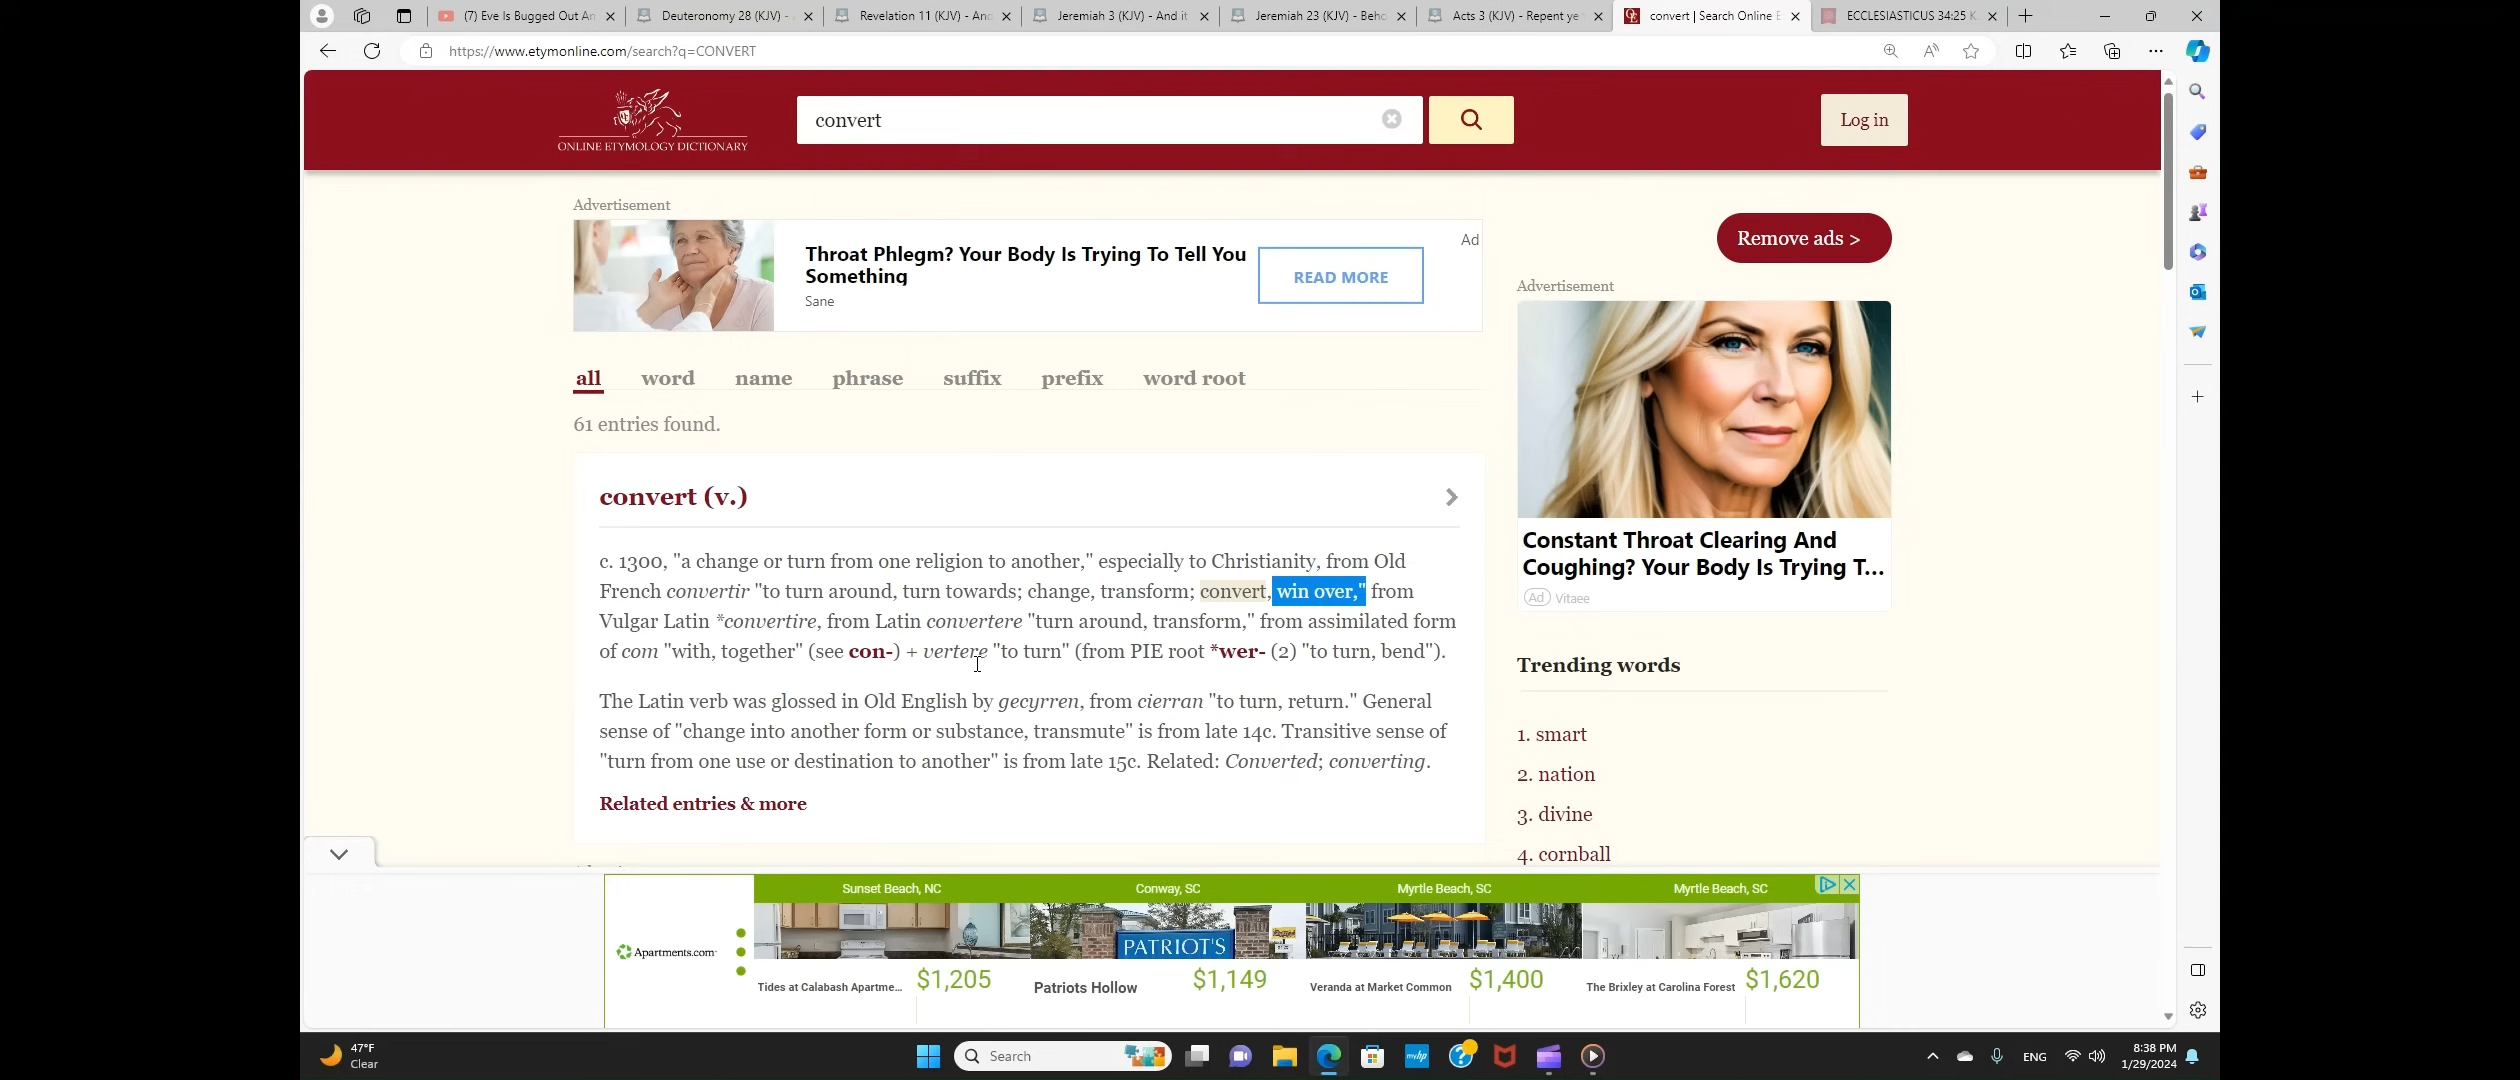 (7) Eve Is Bugged Out An
Deuteronomy 28 (KJV) -
Revelation 11 (KJV) - And
Jeremiah 3 (KJV) - And it
Jeremiah 23 (KJV) - Beho
Acts 3 (KJV) - Repent ye
convert | Search Online E
ECCLESIASTICUS 34:25 K
https://www.etymonline.com/search?q=CONVERT
ONLINE ETYMOLOGY DICTIONARY
convert
Log in
Advertisement
Throat Phlegm? Your Body Is Trying To Tell You
Something
Sane
READ MORE
Ad
Remove ads >
Advertisement
Constant Throat Clearing And
Coughing? Your Body Is Trying T...
Ad Vitaee
all word name phrase suffix prefix word root
61 entries found.
convert (v.)
c. 1300, "a change or turn from one religion to another," especially to Christianity, from Old
French convertir "to turn around, turn towards; change, transform; convert, win over," from
Vulgar Latin *convertire, from Latin convertere "turn around, transform," from assimilated form
of com "with, together" (see con-) + vertere "to turn" (from PIE root *wer- (2) "to turn, bend").
The Latin verb was glossed in Old English by gecyrren, from cierran "to turn, return." General
sense of "change into another form or substance, transmute" is from late 14c. Transitive sense of
"turn from one use or destination to another" is from late 15c. Related: Converted; converting.
Related entries & more
Trending words
1. smart
2. nation
3. divine
4. cornball
Apartments.com
Sunset Beach, NC
Tides at Calabash Apartme... $1,205
Conway, SC
PATRIOT'S
Patriots Hollow $1,149
Myrtle Beach, SC
Veranda at Market Common $1,400
Myrtle Beach, SC
The Brixley at Carolina Forest $1,620
47°F
Clear
Search
myhp
ENG
8:38 PM
1/29/2024